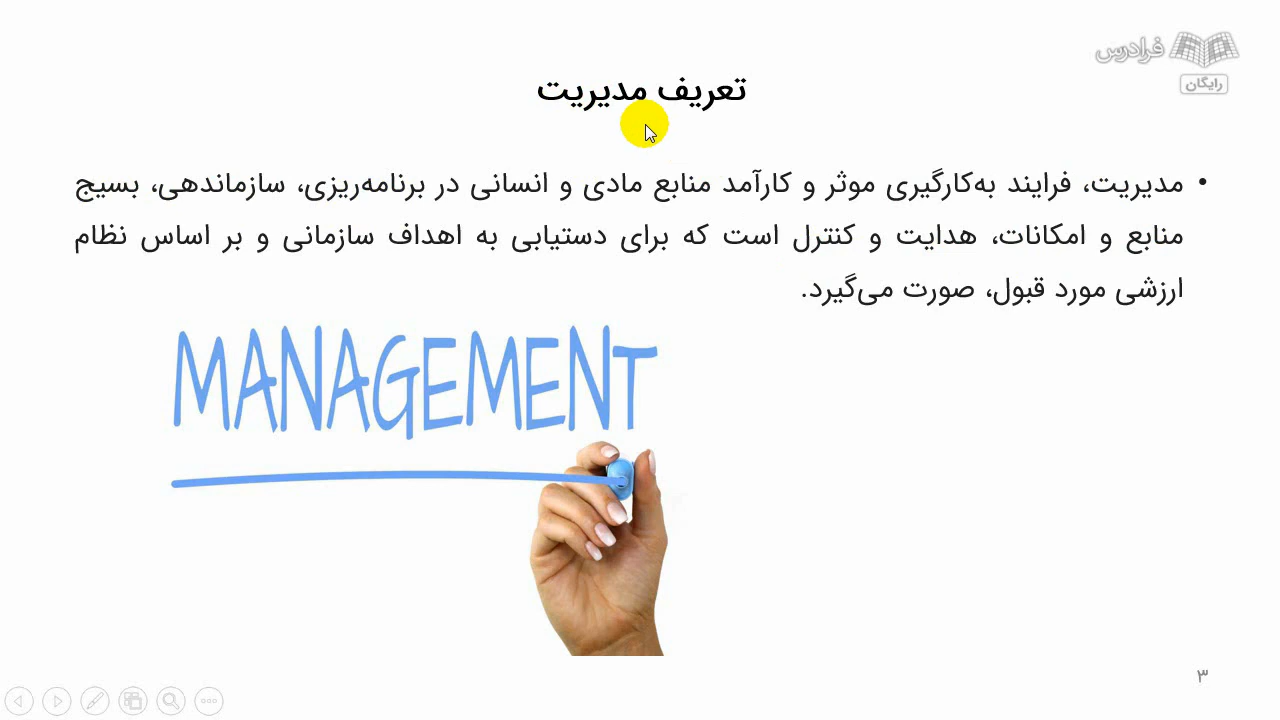 فرادرس
رایگان
تعریف مدیریت
• مدیریت، فرایند به‌کارگیری موثر و کارآمد منابع مادی و انسانی در برنامه‌ریزی، سازماندهی، بسیج
منابع و امکانات، هدایت و کنترل است که برای دستیابی به اهداف سازمانی و بر اساس نظام
ارزشی مورد قبول، صورت می‌گیرد.
MANAGEMENT
۳